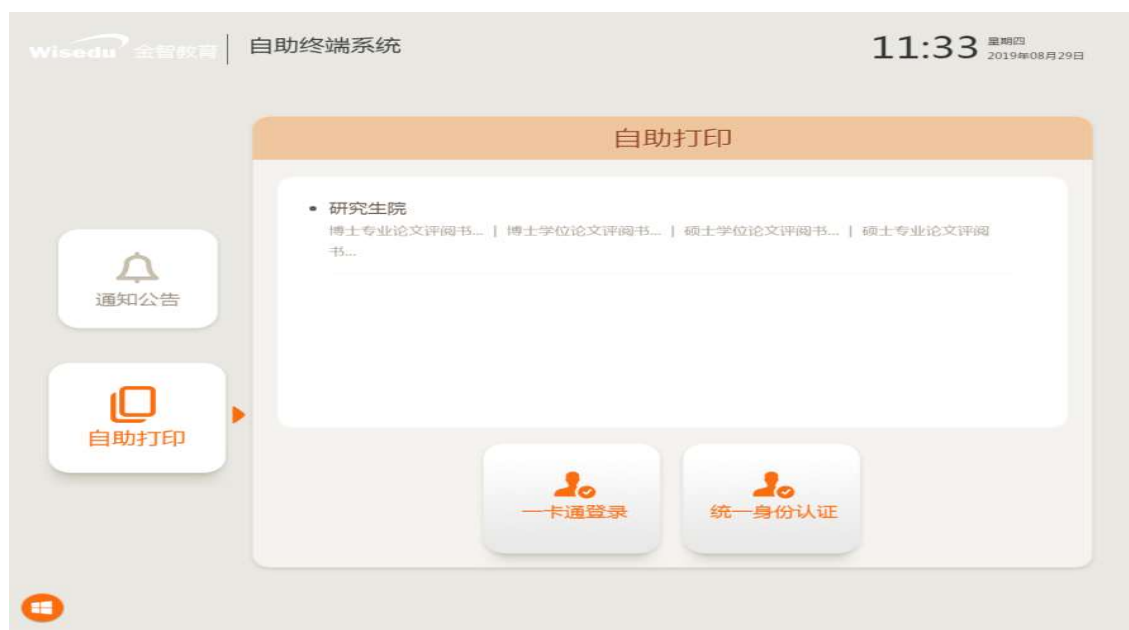 Wisedu 金智教育
自助终端系统
11:33
星期四
2019年08月29日
自助打印
• 研究生院
博士专业论文评阅书... | 博士学位论文评阅书... | 硕士学位论文评阅书... | 硕士专业论文评阅
书...
通知公告
自助打印
一卡通登录
统一身份认证